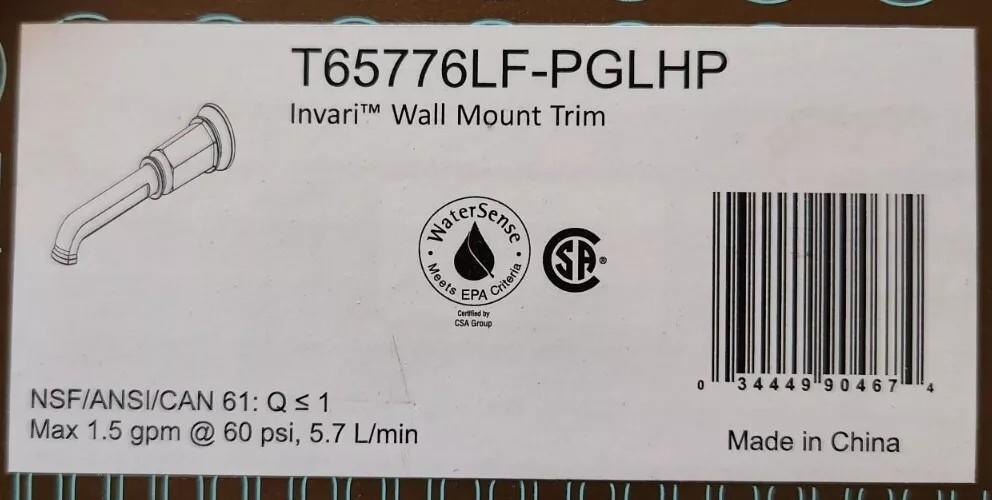 T65776LF-PGLHP
Invari™ Wall Mount Trim
WaterSense
Meets EPA Criteria
Certified by
CSA Group
CSA®
0 34449 90467 4
NSF/ANSI/CAN 61: Q ≤ 1
Max 1.5 gpm @ 60 psi, 5.7 L/min
Made in China